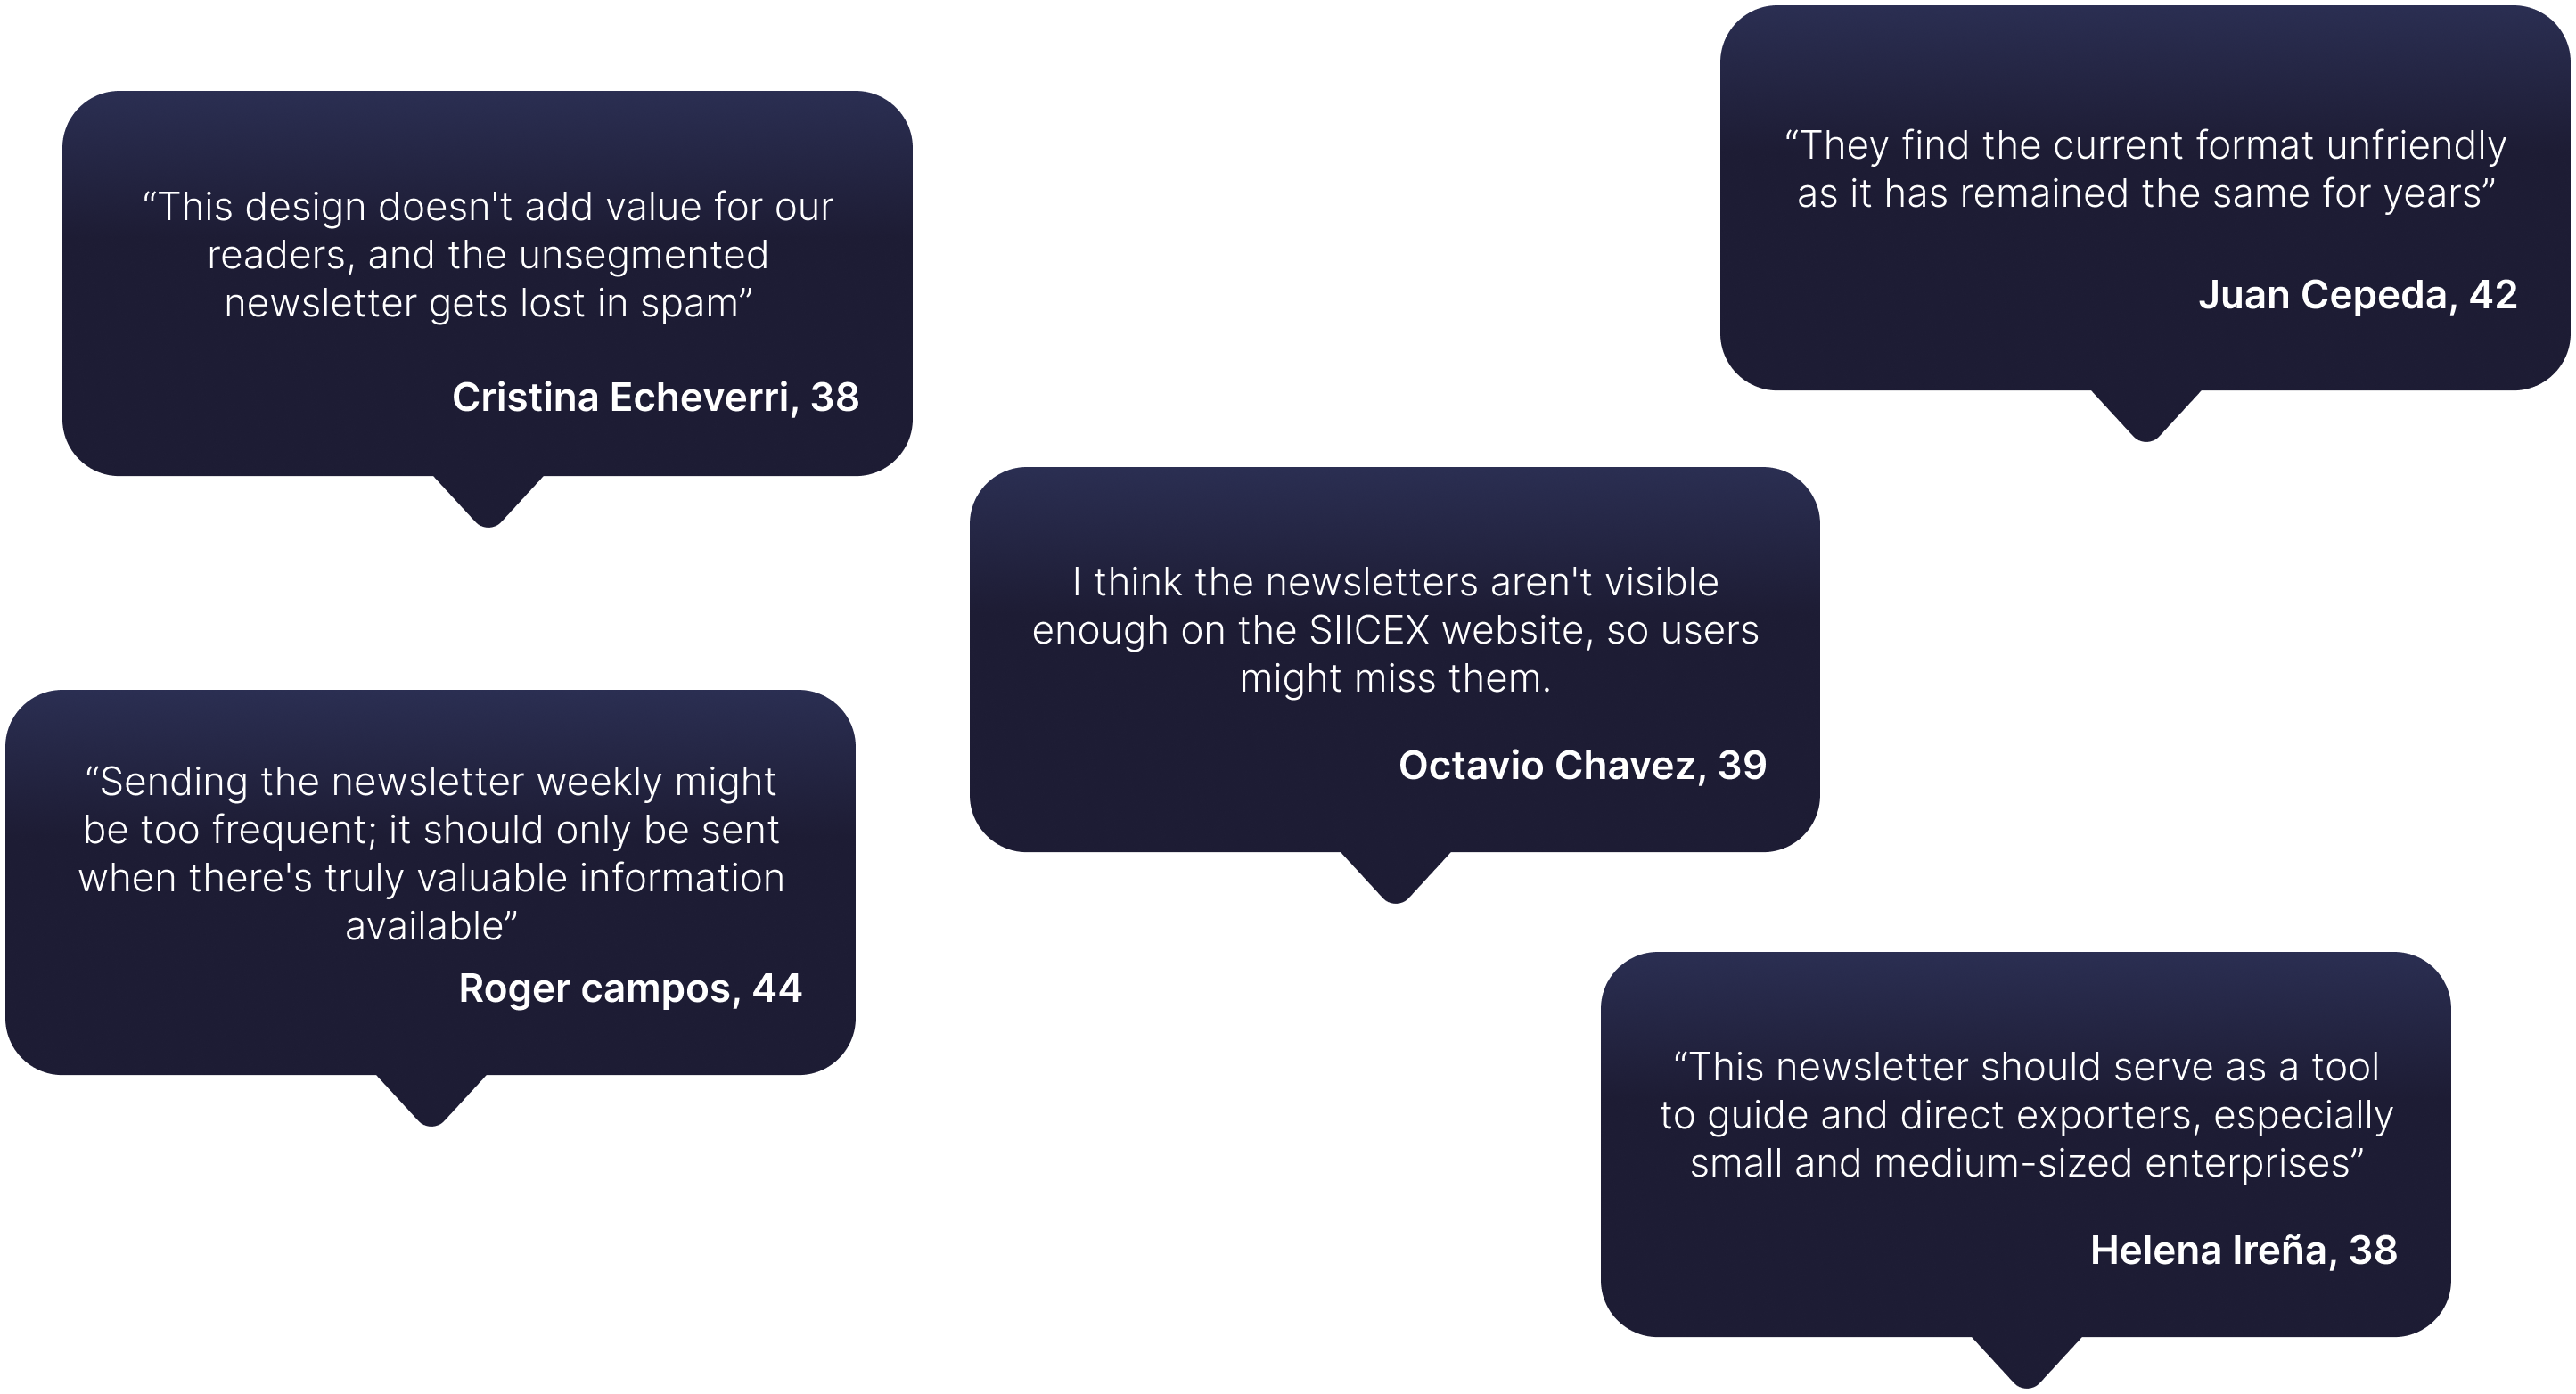 “This design doesn't add value for our
readers, and the unsegmented
newsletter gets lost in spam”
Cristina Echeverri, 38
“They find the current format unfriendly
as it has remained the same for years”
Juan Cepeda, 42
I think the newsletters aren't visible
enough on the SIICEX website, so users
might miss them.
Octavio Chavez, 39
“Sending the newsletter weekly might
be too frequent; it should only be sent
when there's truly valuable information
available”
Roger campos, 44
“This newsletter should serve as a tool
to guide and direct exporters, especially
small and medium-sized enterprises”
Helena Ireña, 38